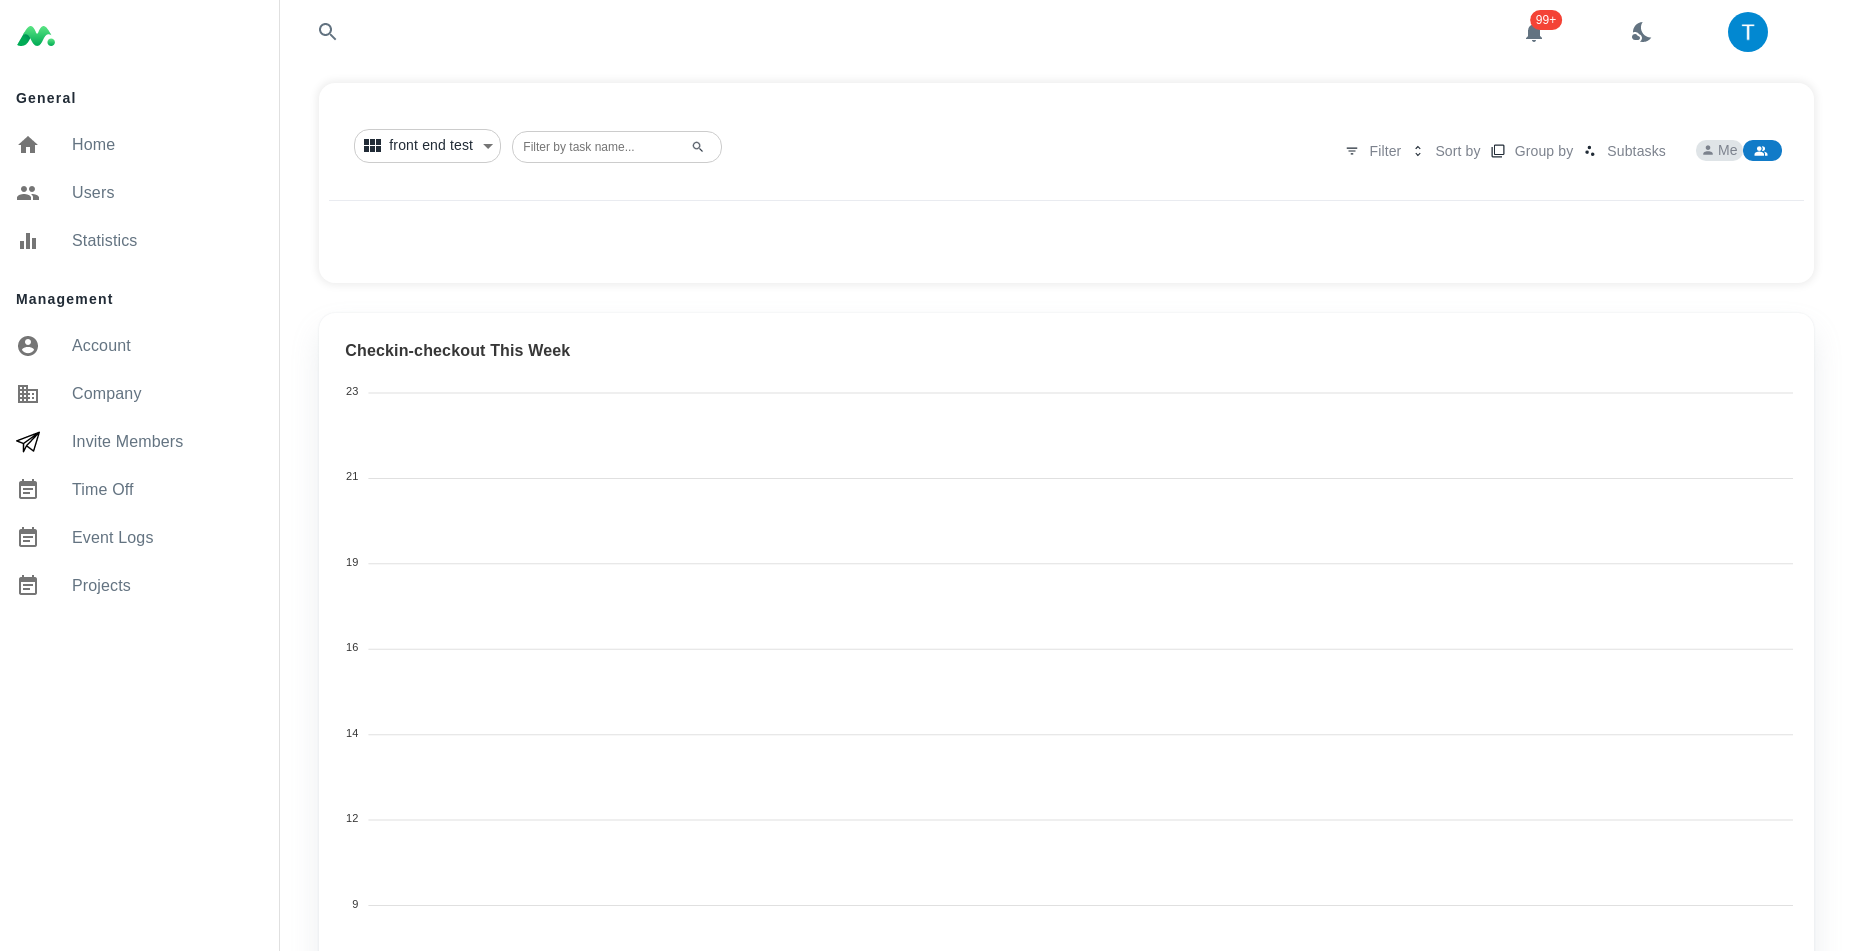 99+
T
General
Home
Users
Statistics
Management
Account
Company
Invite Members
Time Off
Event Logs
Projects
front end test
Filter by task name...
Filter
Sort by
Group by
Subtasks
Me
Checkin-checkout This Week
23
21
19
16
14
12
9